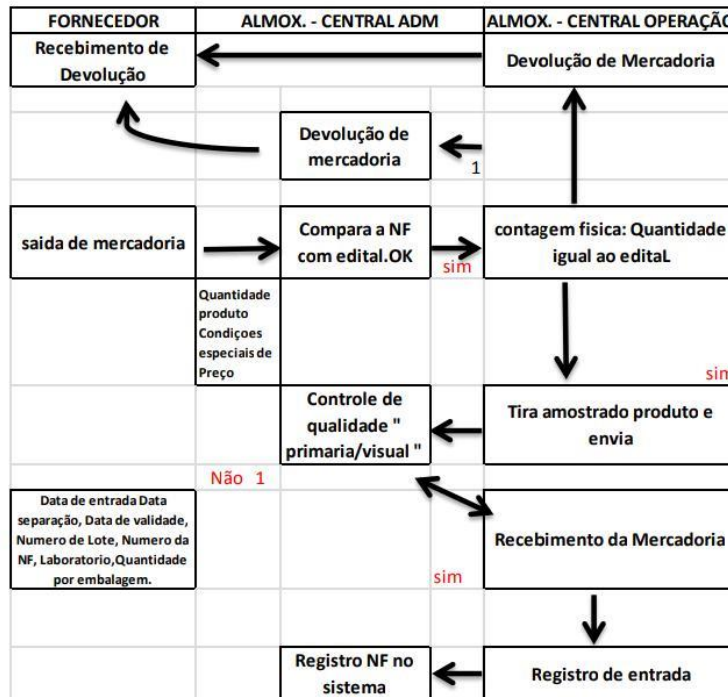 FORNECEDOR
ALMOX. - CENTRAL ADM
ALMOX. - CENTRAL OPERAÇÃO
Recebimento de
Devolução
Devolução de Mercadoria
Devolução de
mercadoria
1
saida de mercadoria
Compara a NF
com edital.OK
sim
contagem fisica: Quantidade
igual ao editaL
Quantidade
produto
Condiçoes
especiais de
Preço
sim
Controle de
qualidade "
primaria/visual "
Tira amostrado produto e
envia
Não 1
Data de entrada Data
separação, Data de validade,
Numero de Lote, Numero da
NF, Laboratorio,Quantidade
por embalagem.
sim
Recebimento da Mercadoria
Registro NF no
sistema
Registro de entrada